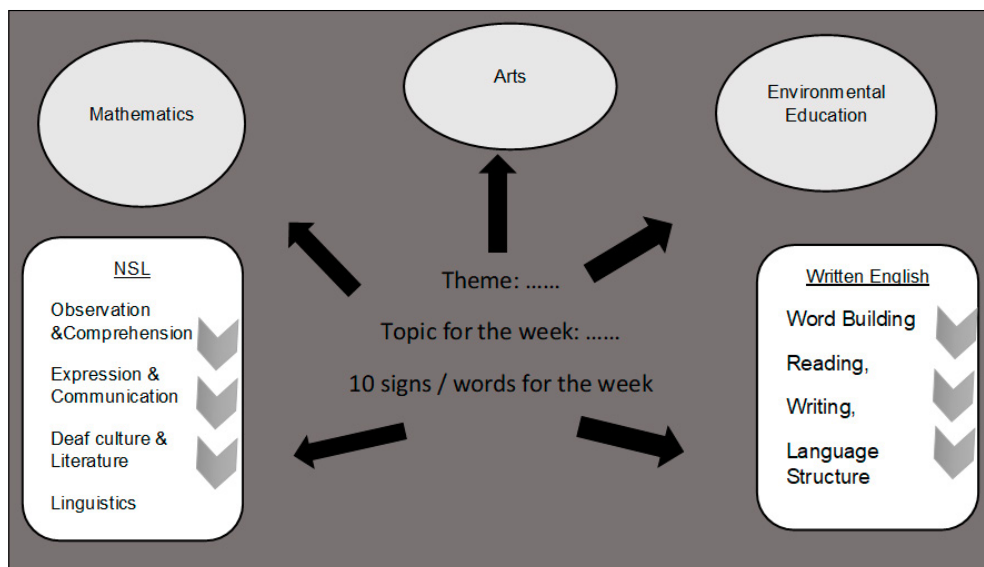 Mathematics
Arts
Environmental
Education
NSL
Observation
&Comprehension
Expression &
Communication
Deaf culture &
Literature
Linguistics
Theme: ......
Topic for the week: ......
10 signs / words for the week
Written English
Word Building
Reading,
Writing,
Language
Structure